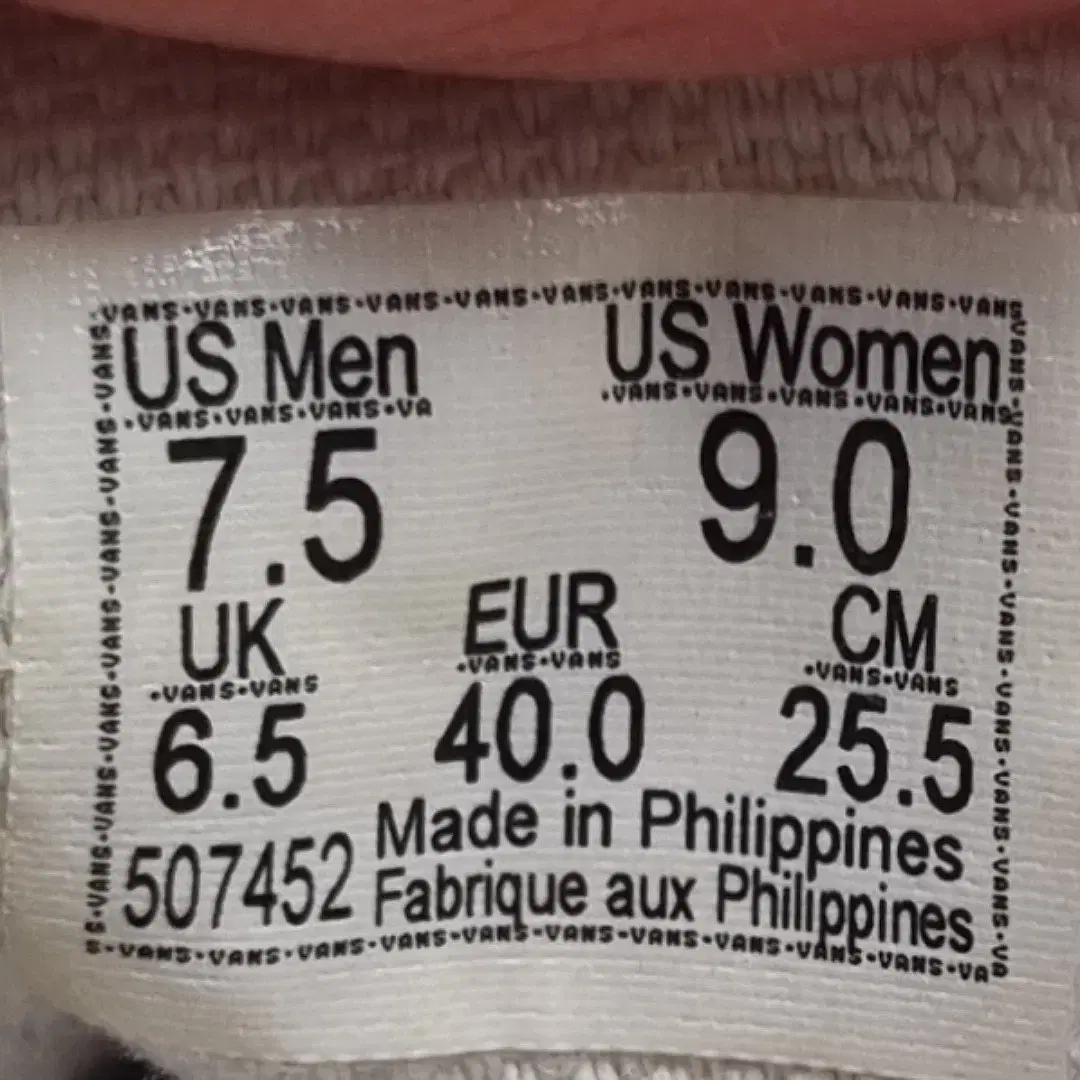 VANS•VANS•VANS•VANS•VANS•VANS•VANS•VANS•VANS•VANS•VANS
US Men US Women
•VANS•VANS•VANS•VA •VANS•VANS•VANS•VANS•VANS
7.5 9.0
UK EUR CM
•VANS•VANS •VANS•VANS •VANS•VANS
6.5 40.0 25.5
507452 Made in Philippines
Fabrique aux Philippines
S•VANS•VANS•VANS•VANS•VANS•VANS•VANS•VANS•VANS•VANS•VA